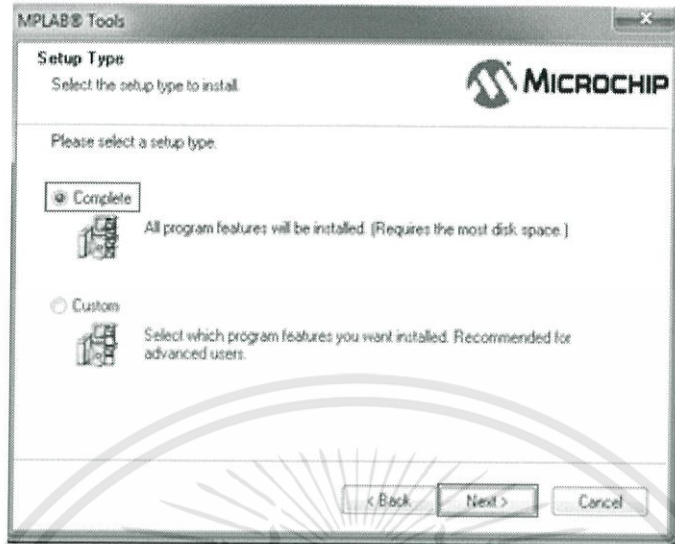 MPLAB® Tools
Setup Type
Select the setup type to install.
MICROCHIP
Please select a setup type.
Complete
All program features will be installed. (Requires the most disk space.)
Custom
Select which program features you want installed. Recommended for
advanced users.
< Back
Next >
Cancel